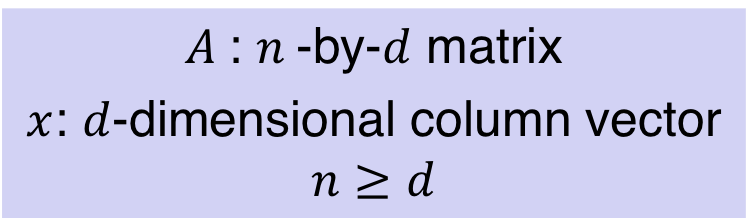 A : n -by-d matrix
x: d-dimensional column vector
n ≥ d